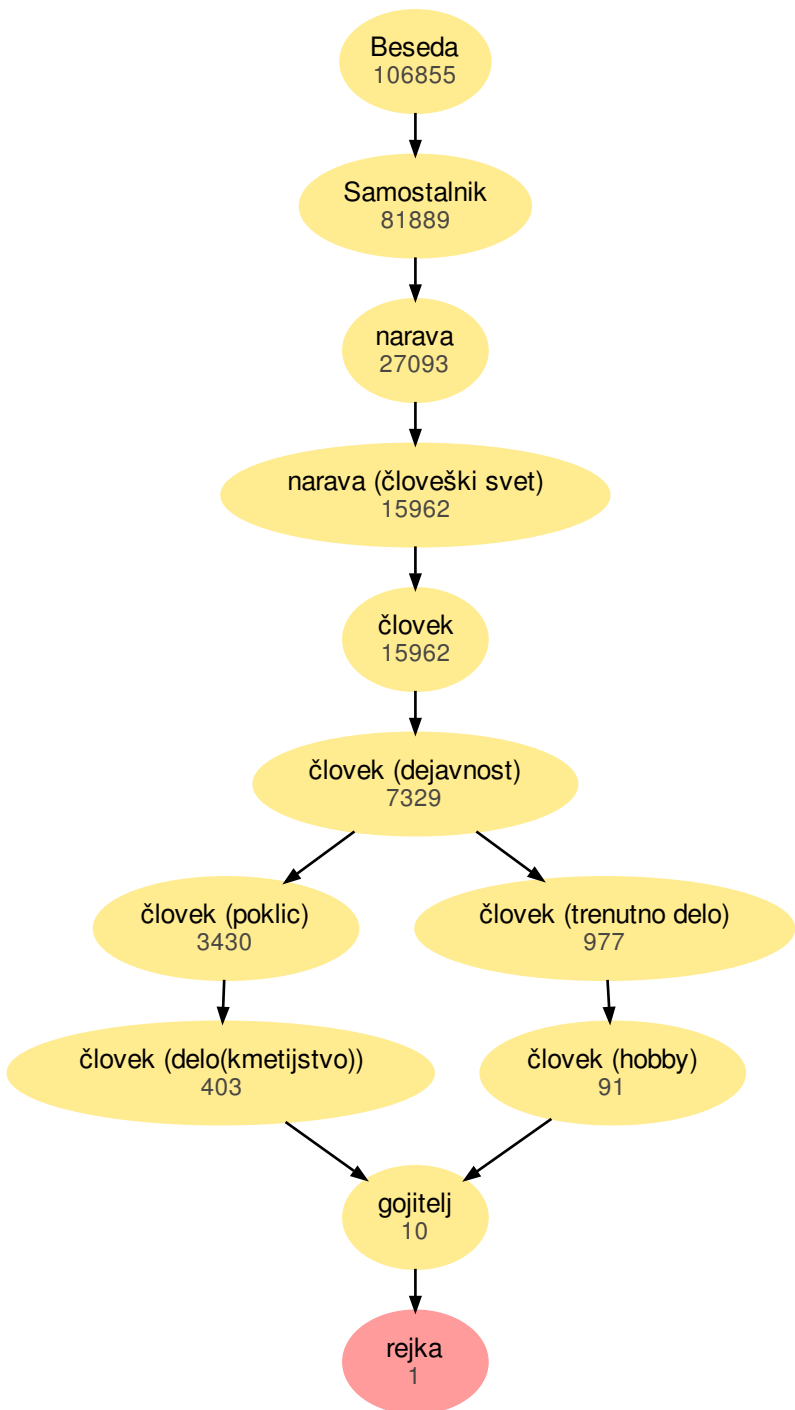 Beseda
106855
Samostalnik
81889
narava
27093
narava (človeški svet)
15962
človek
15962
človek (dejavnost)
7329
človek (poklic)
3430
človek (trenutno delo)
977
človek (delo(kmetijstvo))
403
človek (hobby)
91
gojitelj
10
rejka
1